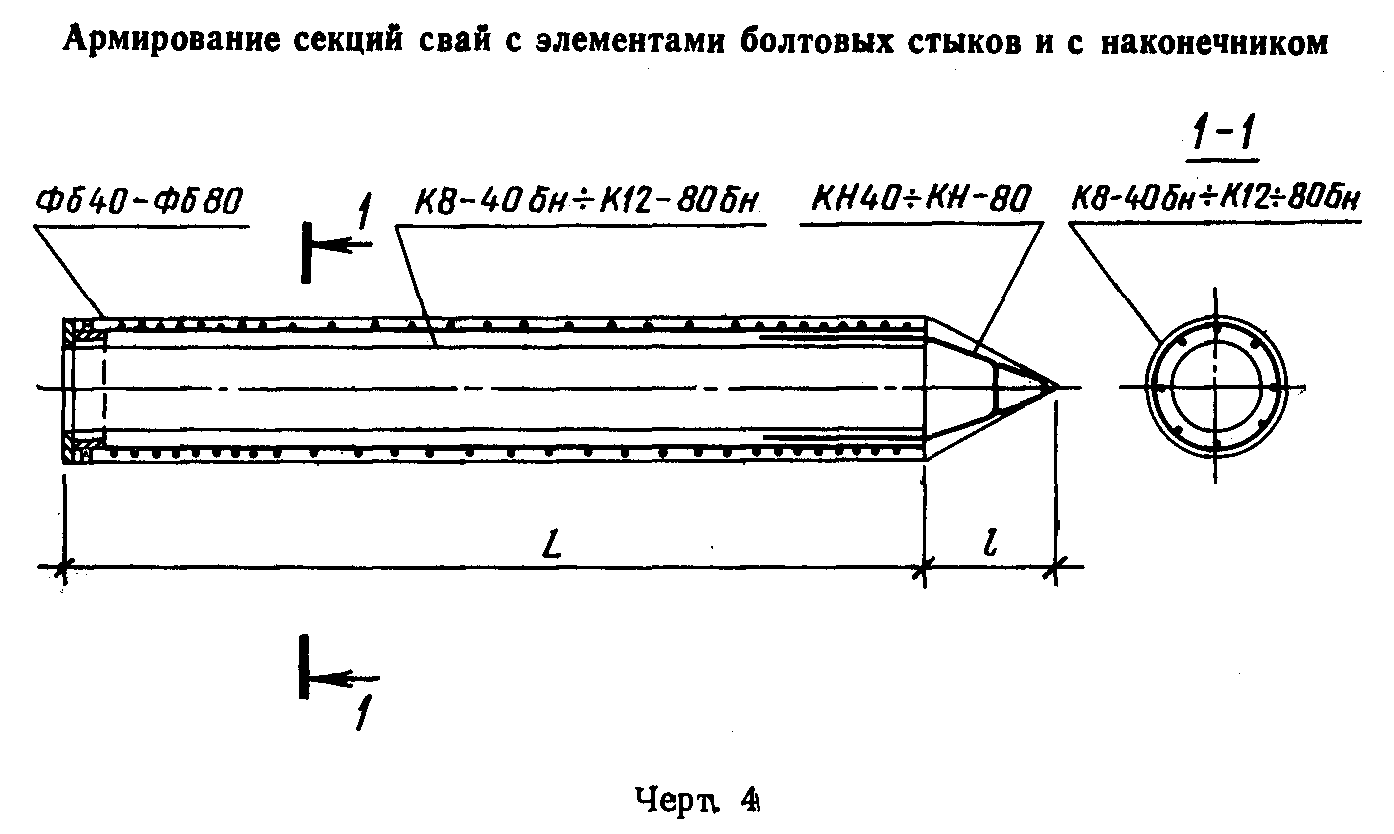 Армирование секций свай с элементами болтовых стыков и с наконечником
1-1
Фб40-Фб80
1
К8-40бн÷К12-80бн
КН40÷КН-80
К8-40бн÷К12÷80бн
L
l
1
Черт. 4